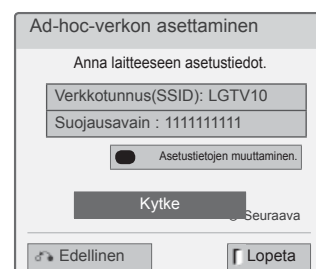 Ad-hoc-verkon asettaminen
Anna laitteeseen asetustiedot.
Verkkotunnus(SSID): LGTV10
Suojausavain : 1111111111
Asetustietojen muuttaminen.
Kytke
Seuraava
Edellinen
Lopeta